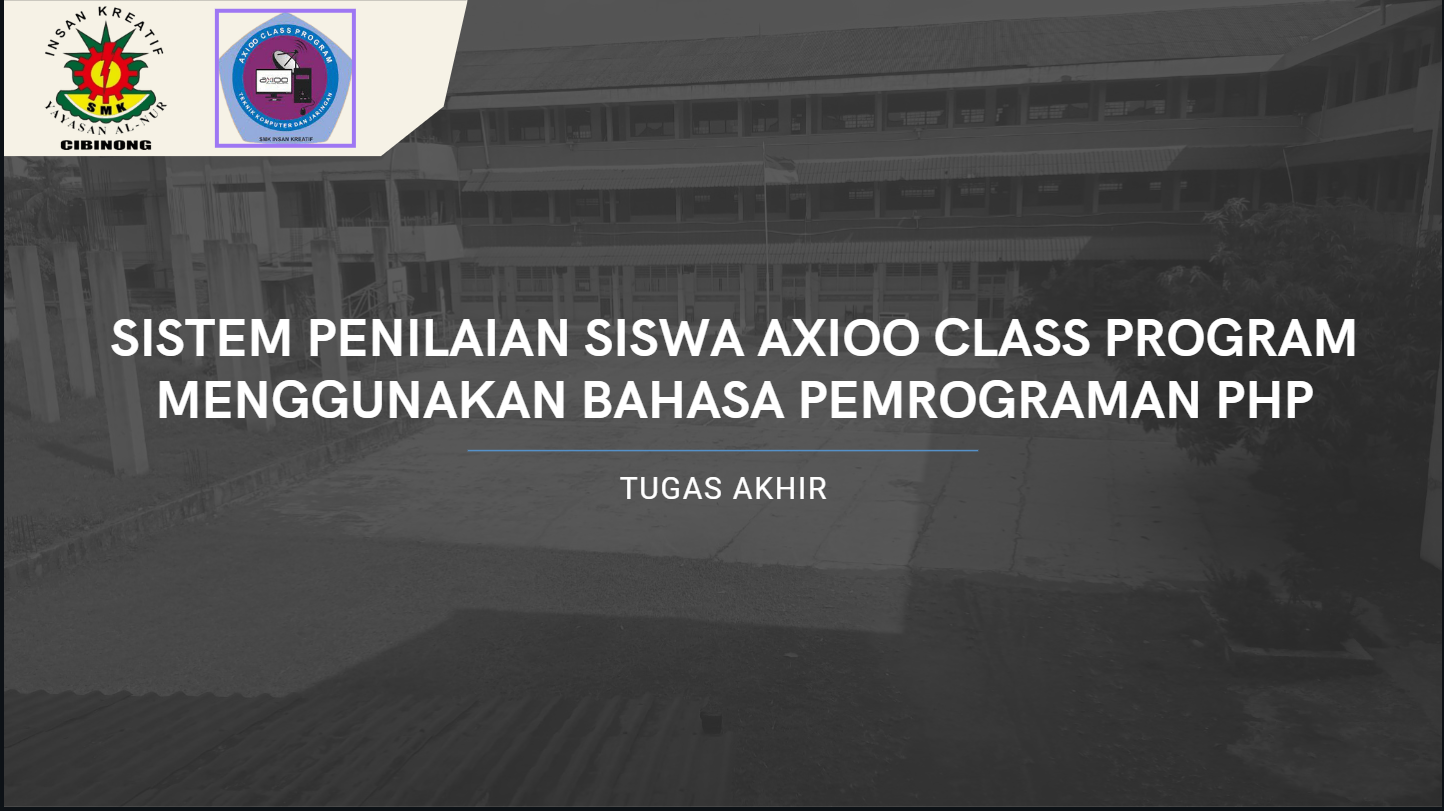 INSAN KREATIF
SMK
YAYASAN AL-NUR
CIBINONG
AXIOO CLASS PROGRAM
AXIOO
TEKNIK KOMPUTER DAN JARINGAN
SMK INSAN KREATIF
SISTEM PENILAIAN SISWA AXIOO CLASS PROGRAM
MENGGUNAKAN BAHASA PEMROGRAMAN PHP
TUGAS AKHIR